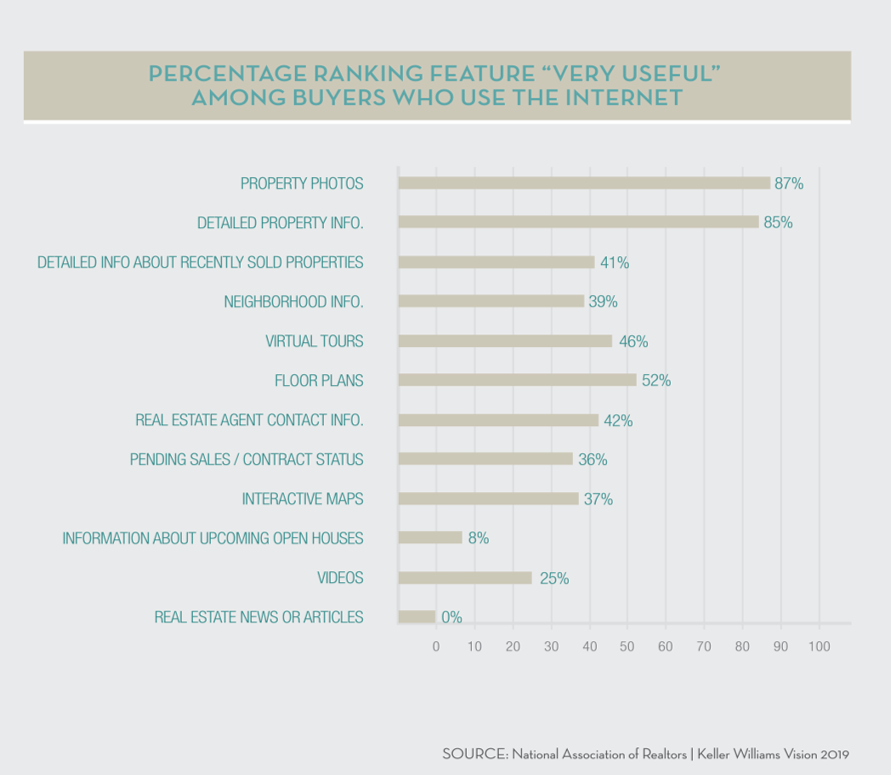 PERCENTAGE RANKING FEATURE “VERY USEFUL”
AMONG BUYERS WHO USE THE INTERNET
PROPERTY PHOTOS 87%
DETAILED PROPERTY INFO. 85%
DETAILED INFO ABOUT RECENTLY SOLD PROPERTIES 41%
NEIGHBORHOOD INFO. 39%
VIRTUAL TOURS 46%
FLOOR PLANS 52%
REAL ESTATE AGENT CONTACT INFO. 42%
PENDING SALES / CONTRACT STATUS 36%
INTERACTIVE MAPS 37%
INFORMATION ABOUT UPCOMING OPEN HOUSES 8%
VIDEOS 25%
REAL ESTATE NEWS OR ARTICLES 0%
0 10 20 30 40 50 60 70 80 90 100
SOURCE: National Association of Realtors | Keller Williams Vision 2019